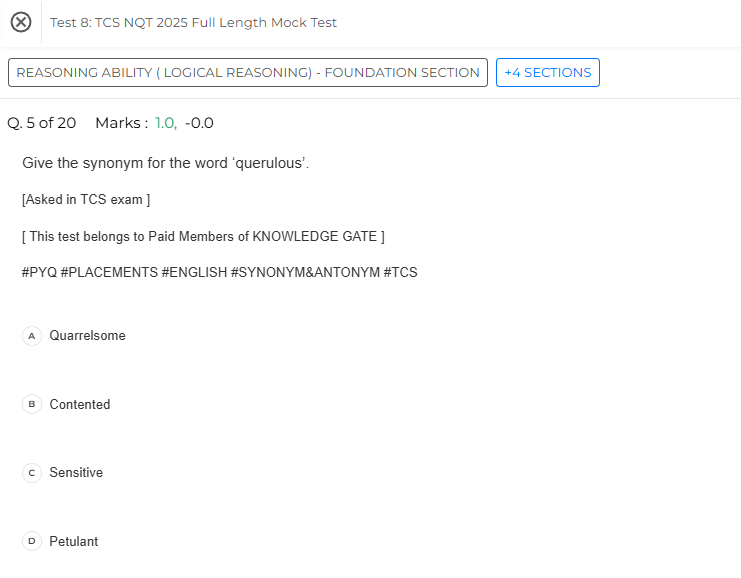 Test 8: TCS NQT 2025 Full Length Mock Test
REASONING ABILITY ( LOGICAL REASONING) - FOUNDATION SECTION +4 SECTIONS
Q. 5 of 20 Marks : 1.0, -0.0
Give the synonym for the word ‘querulous’.
[Asked in TCS exam ]
[ This test belongs to Paid Members of KNOWLEDGE GATE ]
#PYQ #PLACEMENTS #ENGLISH #SYNONYM&ANTONYM #TCS
A Quarrelsome
B Contented
C Sensitive
D Petulant